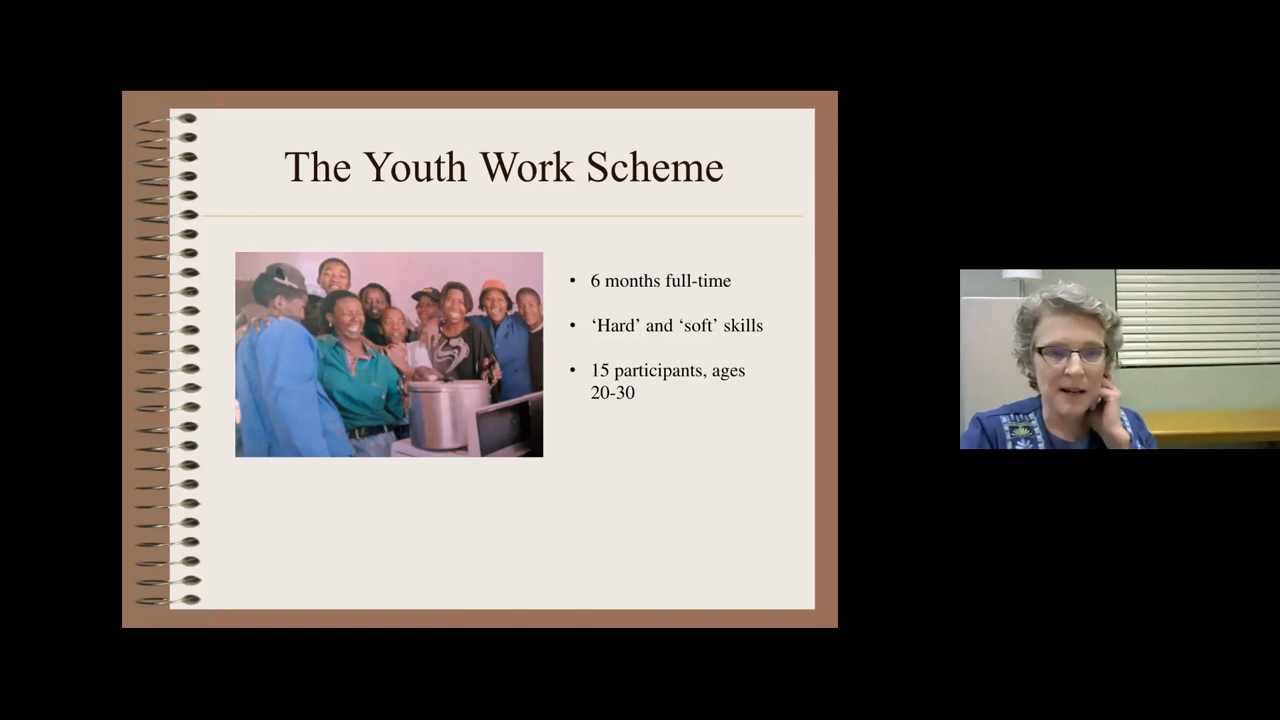 The Youth Work Scheme
• 6 months full-time
• ‘Hard’ and ‘soft’ skills
• 15 participants, ages
20-30